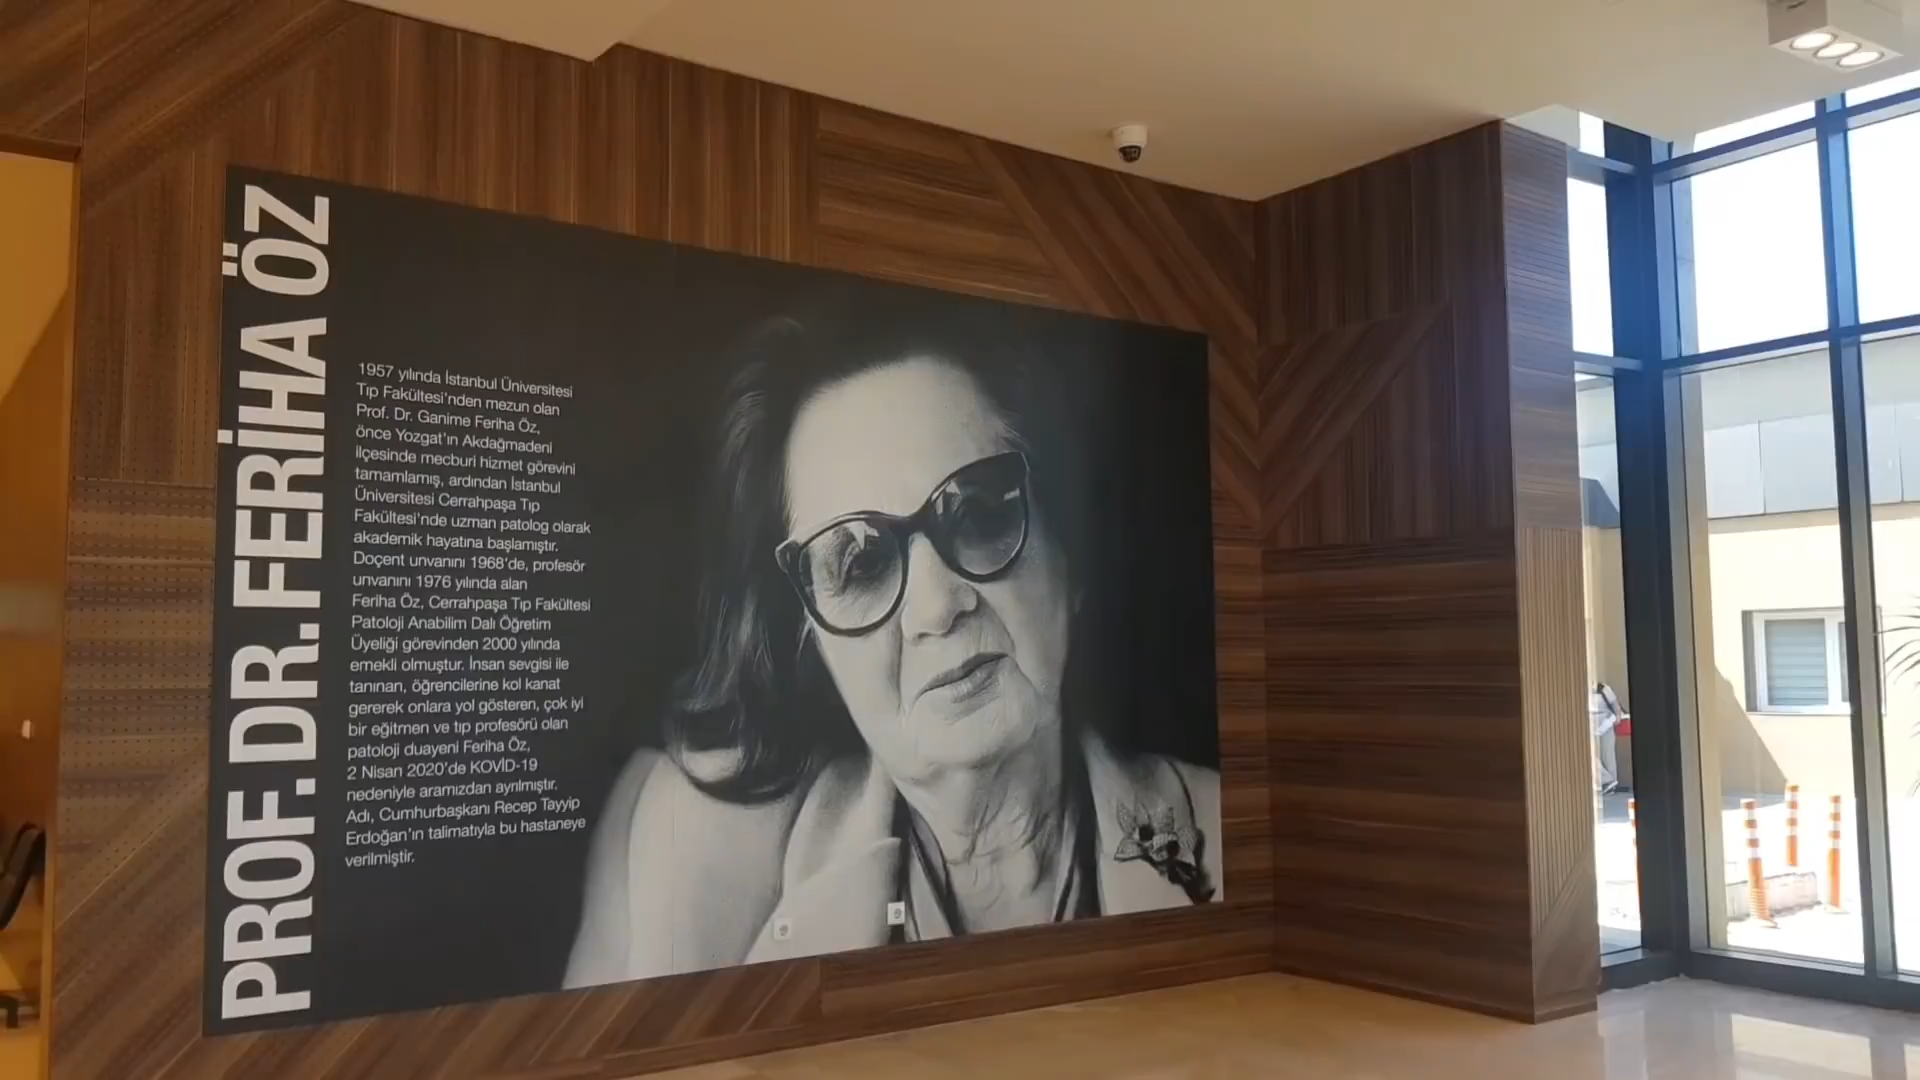 PROF. DR. FERİHA ÖZ
1957 yılında İstanbul Üniversitesi
Tıp Fakültesi'nden mezun olan
Prof. Dr. Ganime Feriha Öz,
önce Yozgat'ın Akdağmadeni
ilçesinde mecburi hizmet görevini
tamamlamış, ardından İstanbul
Üniversitesi Cerrahpaşa Tıp
Fakültesi'nde uzman patolog olarak
akademik hayatına başlamıştır.
Doçent unvanını 1968'de, profesör
unvanını 1976 yılında alan
Feriha Öz, Cerrahpaşa Tıp Fakültesi
Patoloji Anabilim Dalı Öğretim
Üyeliği görevinden 2000 yılında
emekli olmuştur. İnsan sevgisi ile
tanınan, öğrencilerine kol kanat
gererek onlara yol gösteren, çok iyi
bir eğitmen ve tıp profesörü olan
patoloji duayeni Feriha Öz,
2 Nisan 2020'de KOVİD-19
nedeniyle aramızdan ayrılmıştır.
Adı, Cumhurbaşkanı Recep Tayyip
Erdoğan'ın talimatıyla bu hastaneye
verilmiştir.